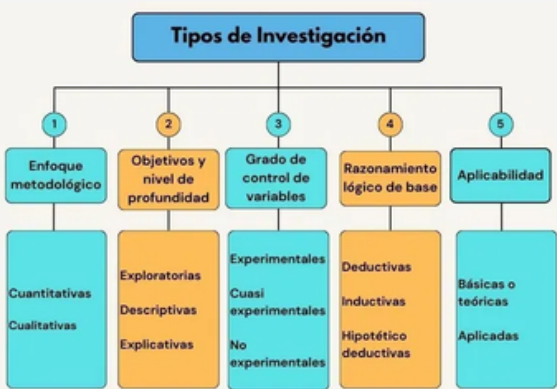 Tipos de Investigación
1
2
3
4
5
Enfoque
metodológico
Objetivos y
nivel de
profundidad
Grado de
control de
variables
Razonamiento
lógico de base
Aplicabilidad
Cuantitativas
Cualitativas
Exploratorias
Descriptivas
Explicativas
Experimentales
Cuasi
experimentales
No
experimentales
Deductivas
Inductivas
Hipotético
deductivas
Básicas o
teóricas
Aplicadas